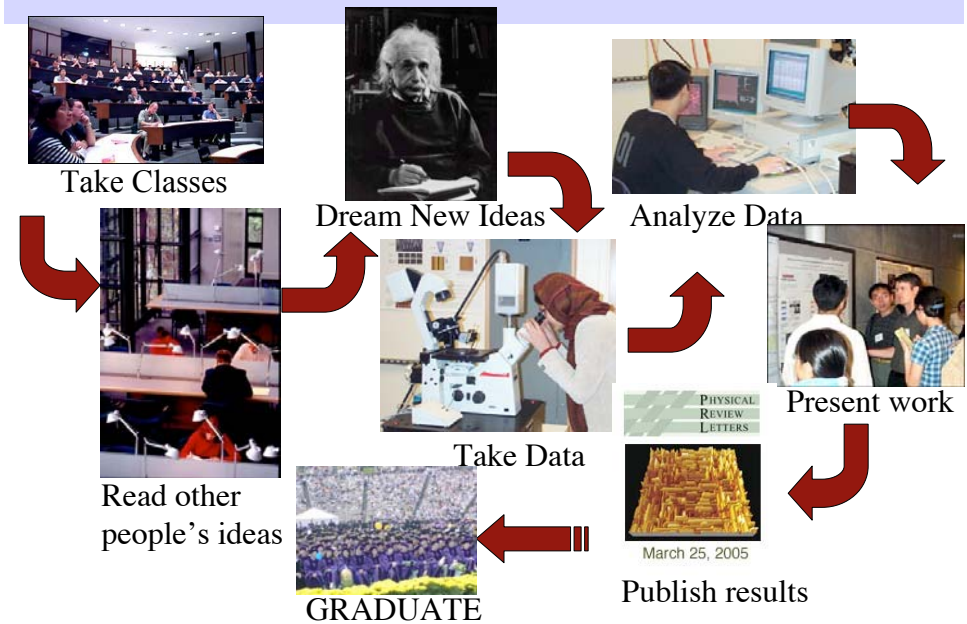 Take Classes
Read other
people’s ideas
Dream New Ideas
Take Data
Analyze Data
Present work
PHYSICAL
REVIEW
LETTERS
March 25, 2005
Publish results
GRADUATE